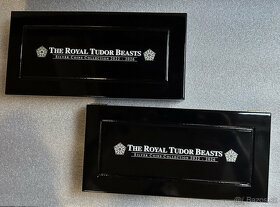 THE ROYAL TUDOR BEASTS
SILVER COINS COLLECTION 2022 - 2026
THE ROYAL TUDOR BEASTS
SILVER COINS COLLECTION 2022 - 2026